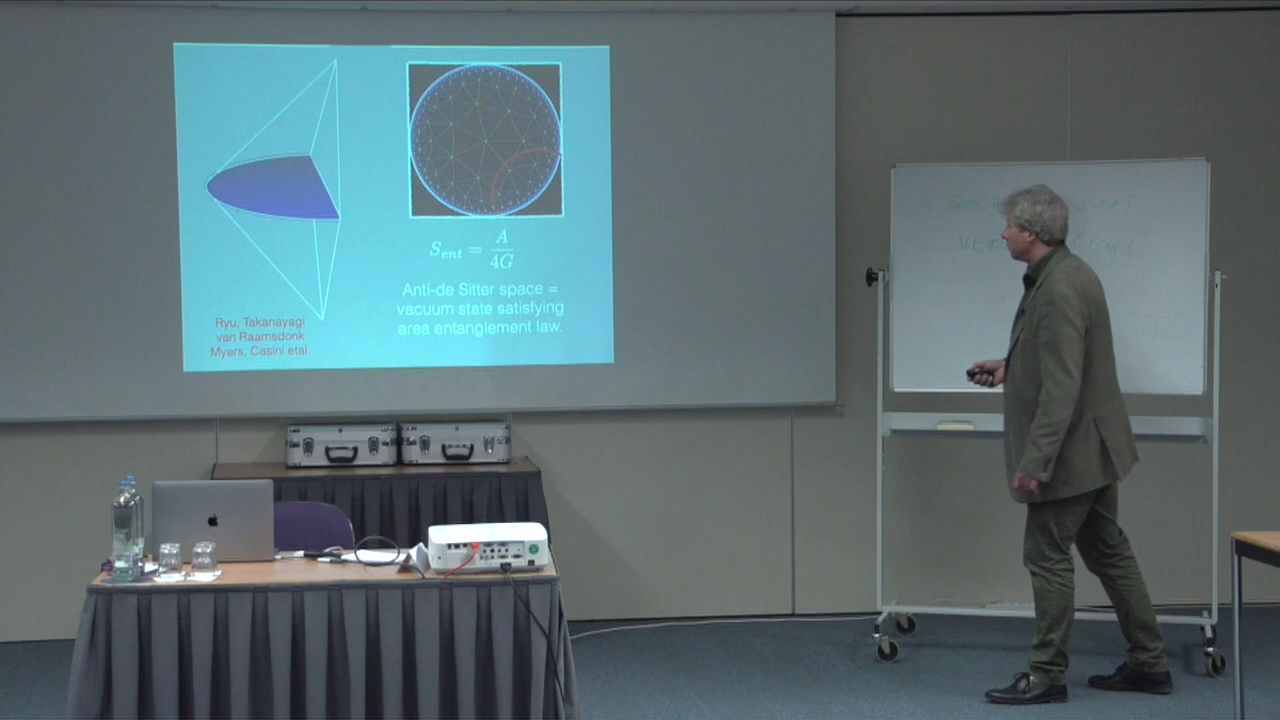 S_ent = A/4G
Anti-de Sitter space =
vacuum state satisfying
area entanglement law.
Ryu, Takanayagi
van Raamsdonk
Myers, Casini etal.